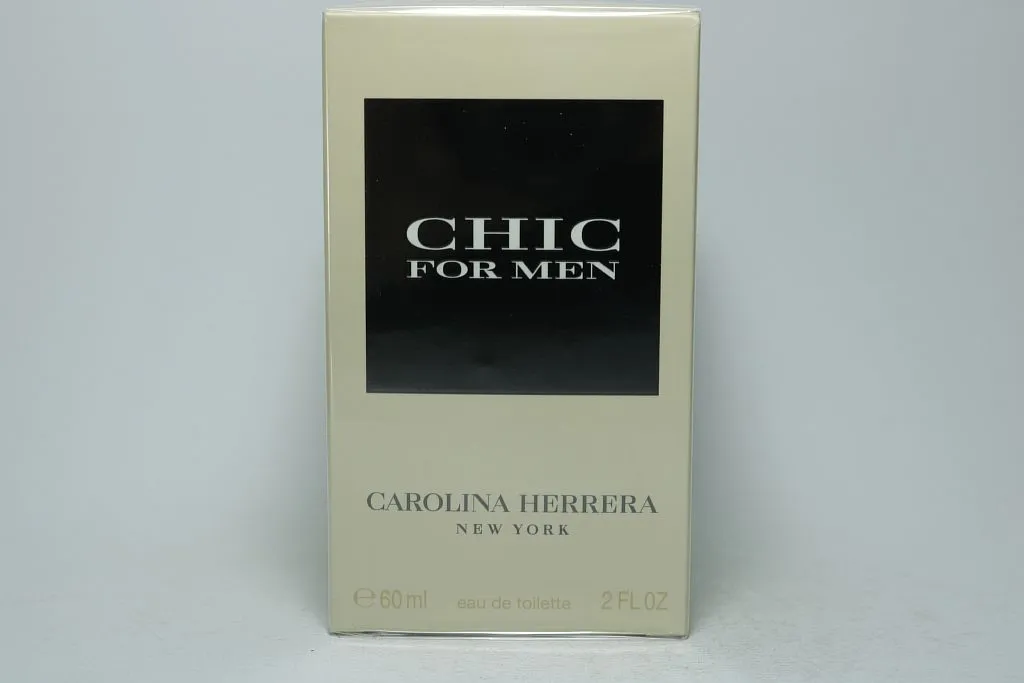 CHIC
FOR MEN
CAROLINA HERRERA
NEW YORK
℮ 60 ml eau de toilette 2 FL OZ